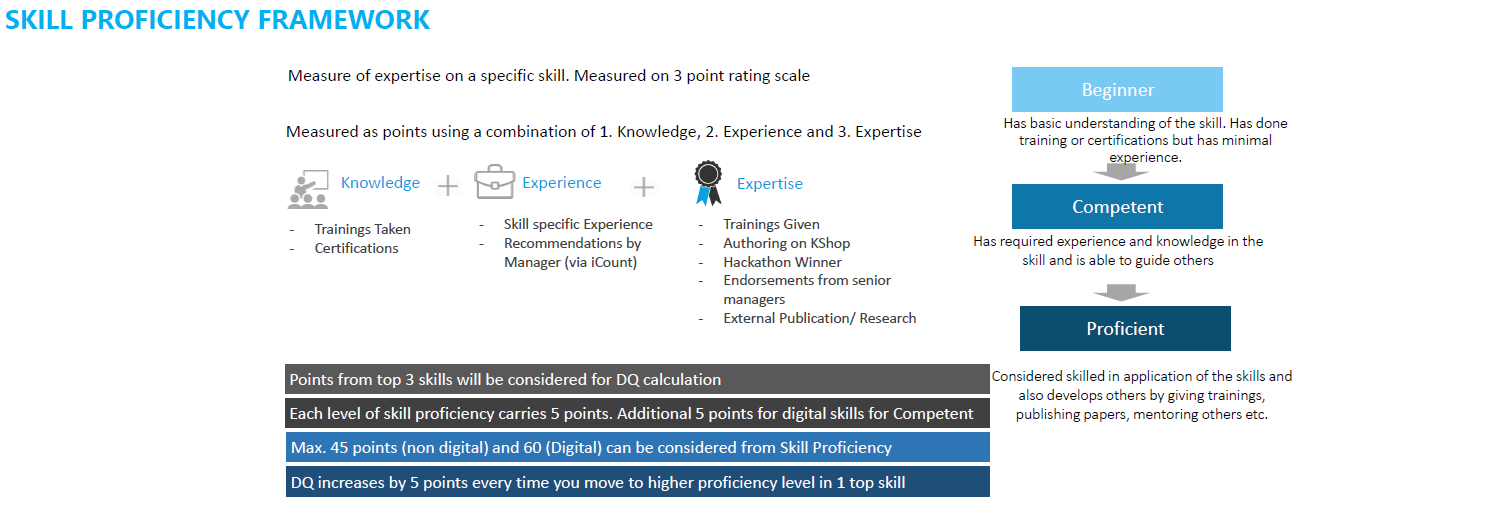 SKILL PROFICIENCY FRAMEWORK
Measure of expertise on a specific skill. Measured on 3 point rating scale
Measured as points using a combination of 1. Knowledge, 2. Experience and 3. Expertise
Knowledge
- Trainings Taken
- Certifications
Experience
- Skill specific Experience
- Recommendations by
Manager (via iCount)
Expertise
- Trainings Given
- Authoring on KShop
- Hackathon Winner
- Endorsements from senior
managers
- External Publication/ Research
Points from top 3 skills will be considered for DQ calculation
Each level of skill proficiency carries 5 points. Additional 5 points for digital skills for Competent
Max. 45 points (non digital) and 60 (Digital) can be considered from Skill Proficiency
DQ increases by 5 points every time you move to higher proficiency level in 1 top skill
Beginner
Has basic understanding of the skill. Has done
training or certifications but has minimal
experience.
Competent
Has required experience and knowledge in the
skill and is able to guide others
Proficient
Considered skilled in application of the skills and
also develops others by giving trainings,
publishing papers, mentoring others etc.